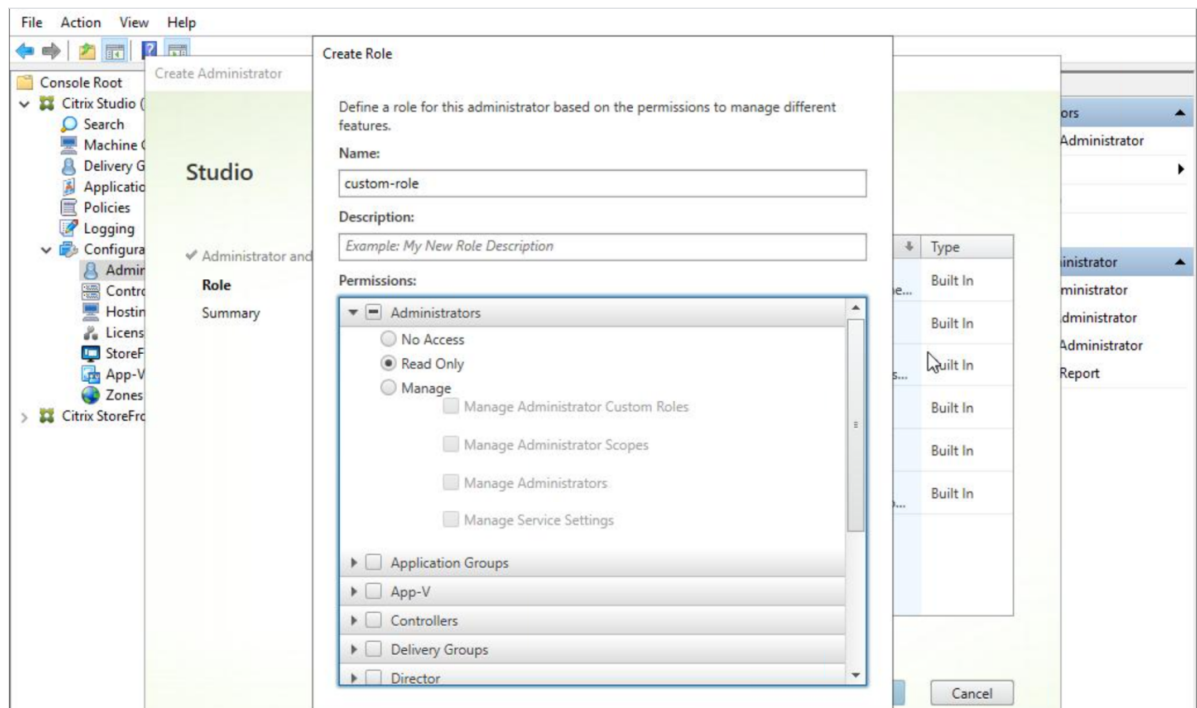 File Action View Help
Create Role
Create Administrator
Console Root
Citrix Studio (
Search
Machine
Delivery G
Applicatio
Policies
Logging
Configura
Admin
Contro
Hostin
Licens
StoreF
App-V
Zones
Citrix StoreFro
Studio
Administrator and
Role
Summary
Define a role for this administrator based on the permissions to manage different
features.
Name:
custom-role
Description:
Example: My New Role Description
Permissions:
Administrators
No Access
Read Only
Manage
Manage Administrator Custom Roles
Manage Administrator Scopes
Manage Administrators
Manage Service Settings
Application Groups
App-V
Controllers
Delivery Groups
Director
Type
e... Built In
Built In
s... Built In
Built In
Built In
Built In
Cancel
ors
Administrator
inistrator
ministrator
dministrator
Administrator
Report